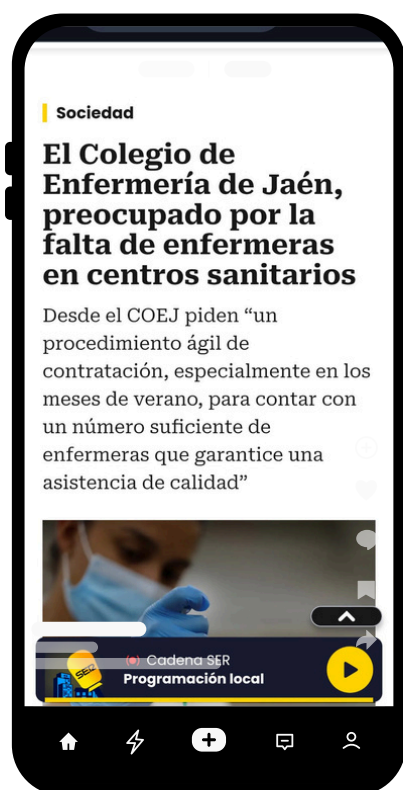 Sociedad
El Colegio de
Enfermería de Jaén,
preocupado por la
falta de enfermeras
en centros sanitarios
Desde el COEJ piden “un
procedimiento ágil de
contratación, especialmente en los
meses de verano, para contar con
un número suficiente de
enfermeras que garantice una
asistencia de calidad”
SER
Cadena SER
Programación local